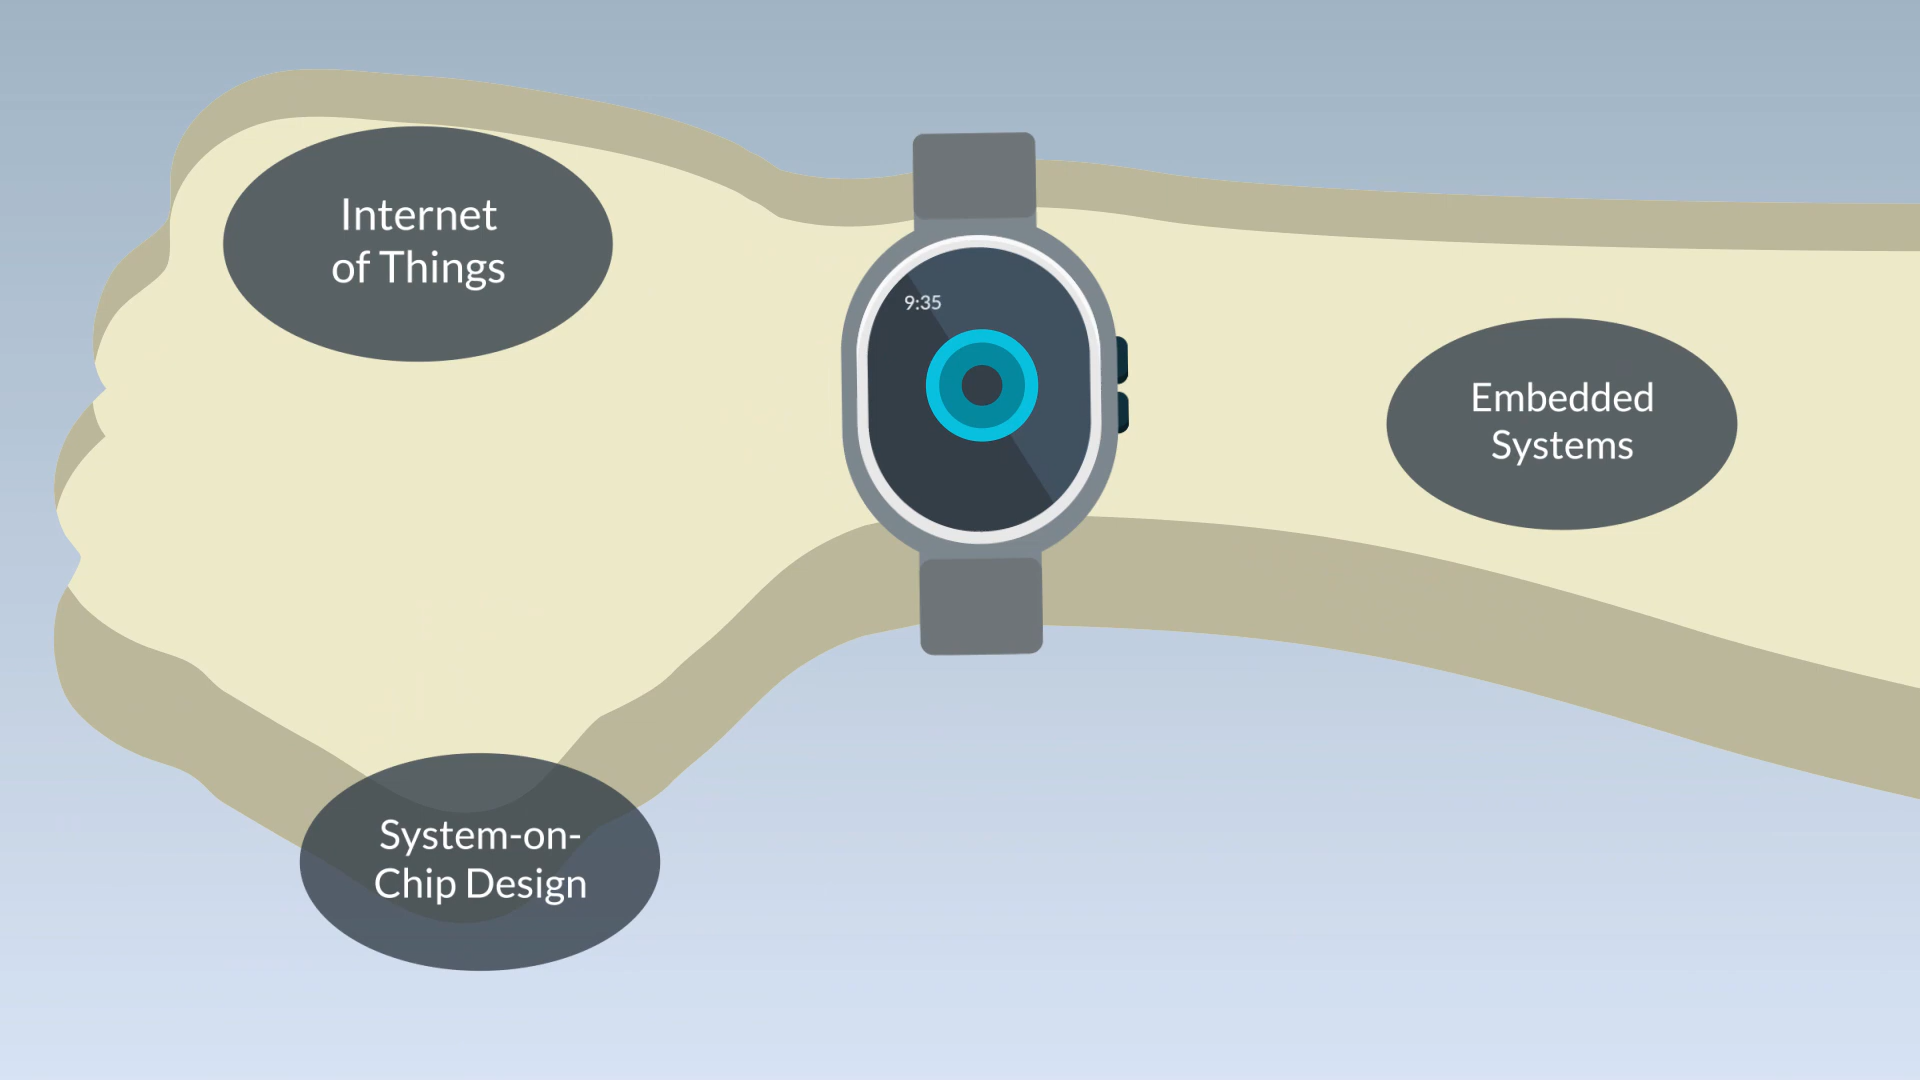 Internet
of Things
9:35
Embedded
Systems
System-on-
Chip Design